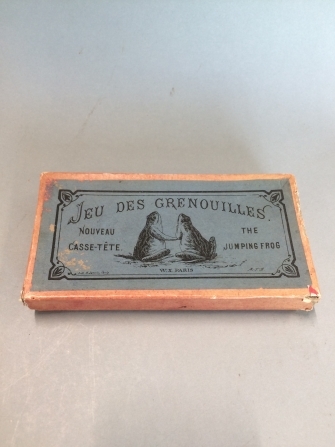 JEU DES GRENOUILLES
NOUVEAU
CASSE-TÊTE
THE
JUMPING FROG
PARIS